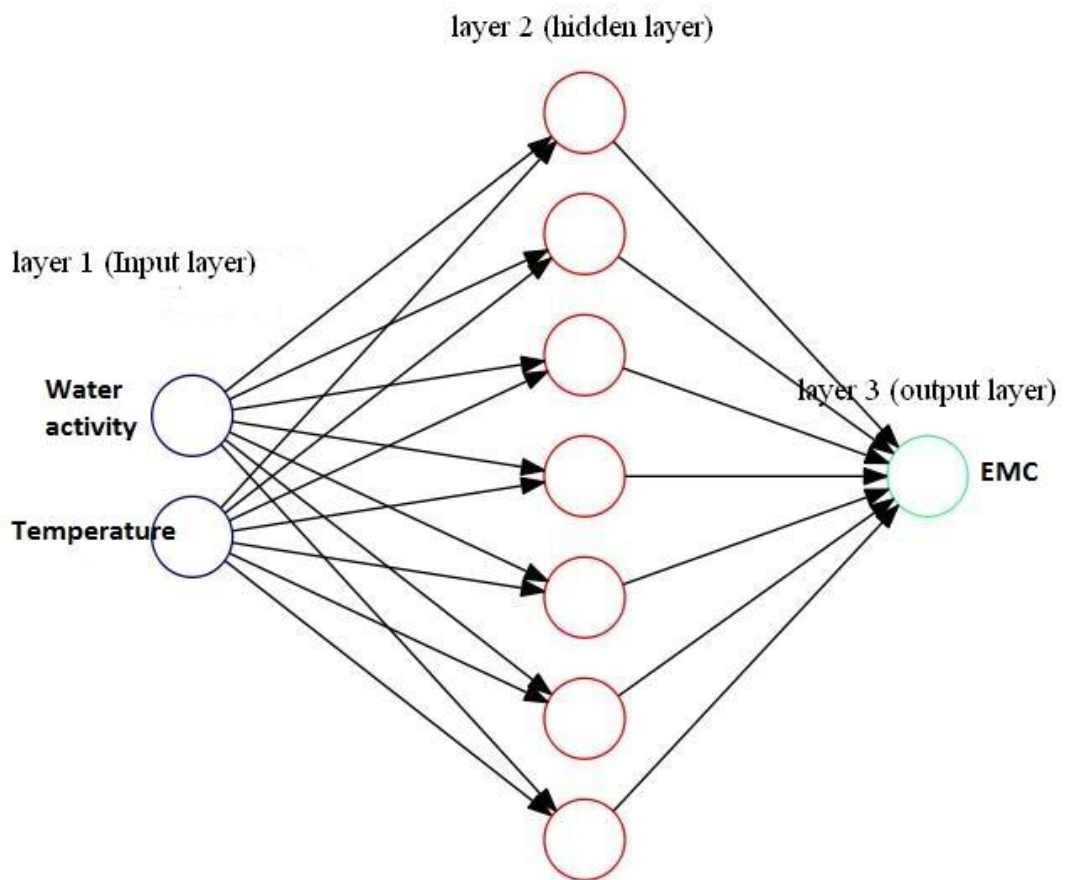 layer 2 (hidden layer)
layer 1 (Input layer)
Water
activity
layer 3 (output layer)
EMC
Temperature